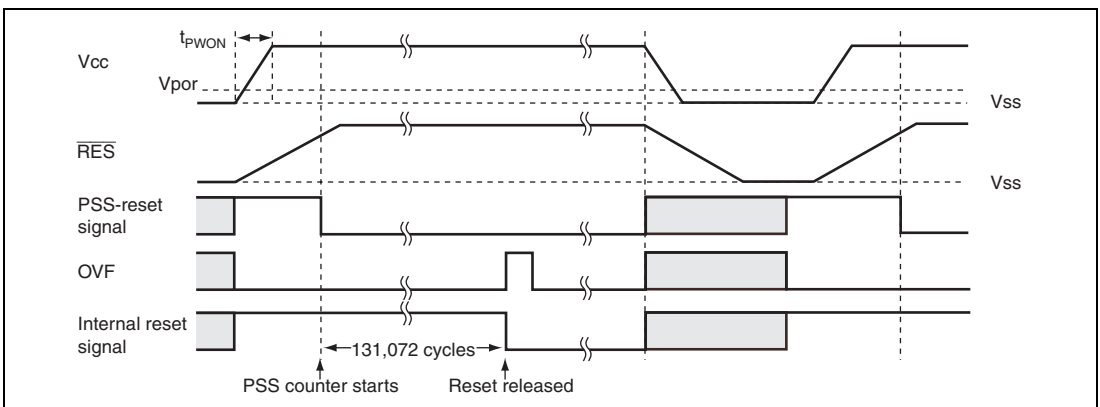 tPWON
Vcc
Vpor
Vss
RES
Vss
PSS-reset
signal
OVF
Internal reset
signal
131,072 cycles
PSS counter starts
Reset released